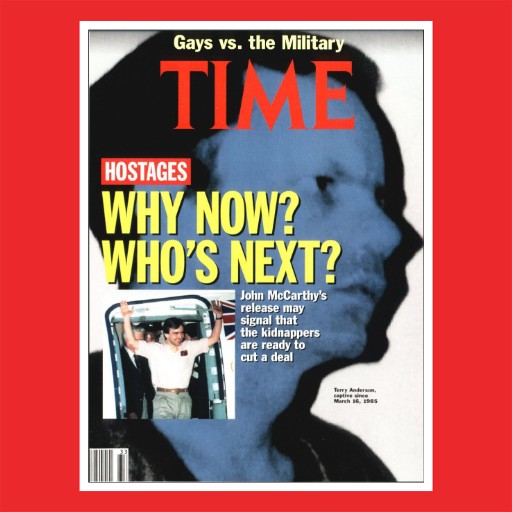 Gays vs. the Military
TIME
HOSTAGES
WHY NOW?
WHO'S NEXT?
John McCarthy's
release may
signal that
the kidnappers
are ready to
cut a deal
Terry Anderson,
captive since
March 16, 1985
33